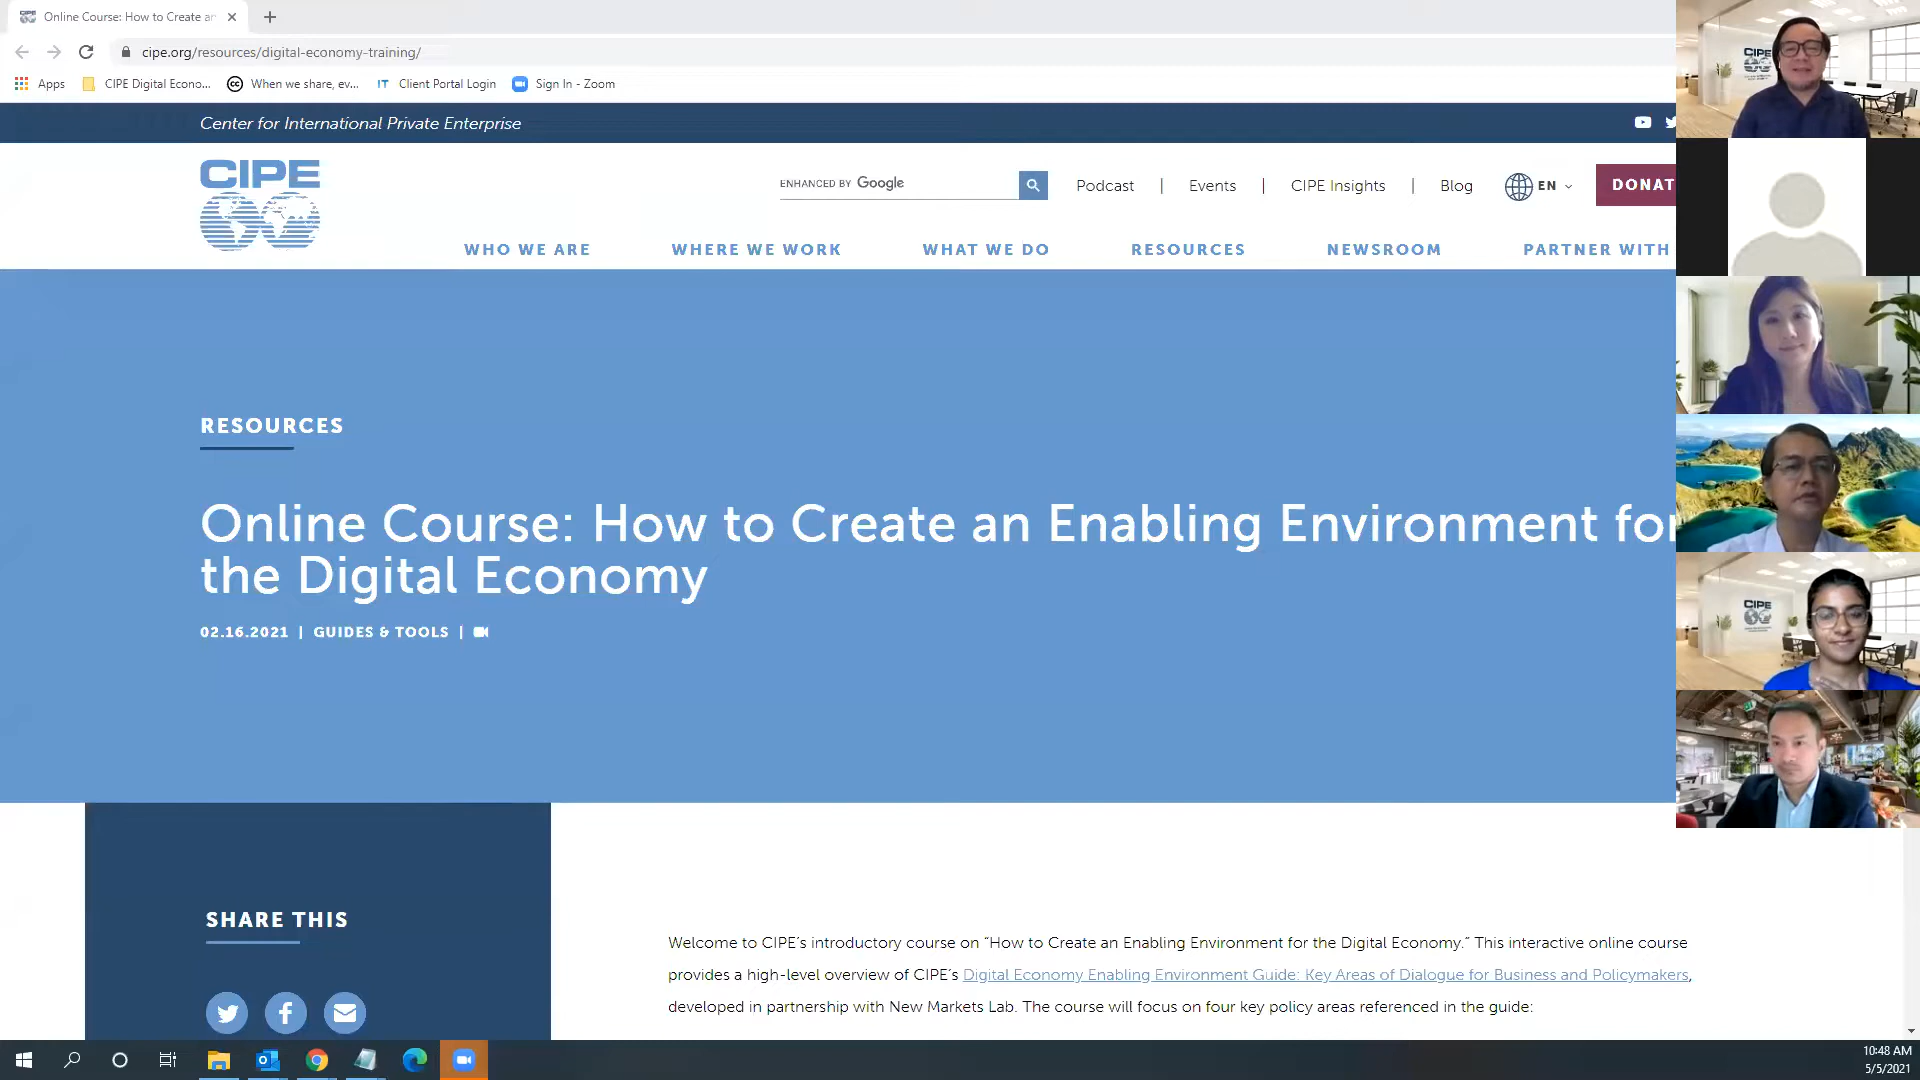 Online Course: How to Create an
cipe.org/resources/digital-economy-training/
Apps
CIPE Digital Econo...
When we share, ev...
IT Client Portal Login
Sign In - Zoom
Center for International Private Enterprise
CIPE
ENHANCED BY Google
Podcast | Events | CIPE Insights | Blog
EN
DONAT
WHO WE ARE
WHERE WE WORK
WHAT WE DO
RESOURCES
NEWSROOM
PARTNER WITH
RESOURCES
Online Course: How to Create an Enabling Environment for
the Digital Economy
02.16.2021 | GUIDES & TOOLS |
SHARE THIS
Welcome to CIPE’s introductory course on “How to Create an Enabling Environment for the Digital Economy.” This interactive online course
provides a high-level overview of CIPE’s Digital Economy Enabling Environment Guide: Key Areas of Dialogue for Business and Policymakers,
developed in partnership with New Markets Lab. The course will focus on four key policy areas referenced in the guide:
CIPE
CIPE
10:48 AM
5/5/2021